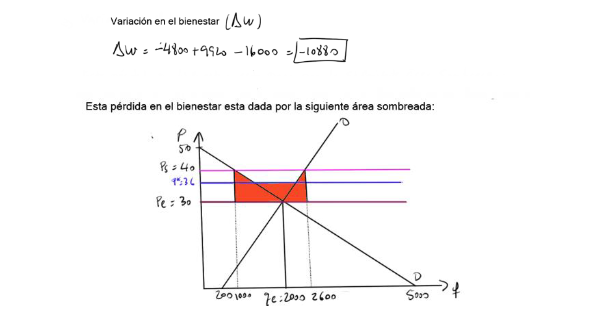 Variación en el bienestar (ΔW)
ΔW = -4800 + 9920 - 16000 = -10880
Esta pérdida en el bienestar esta dada por la siguiente área sombreada:
P
O
50
Ps = 40
P*=36
Pe = 30
D
200 1000 qe=2000 2600 5000 q